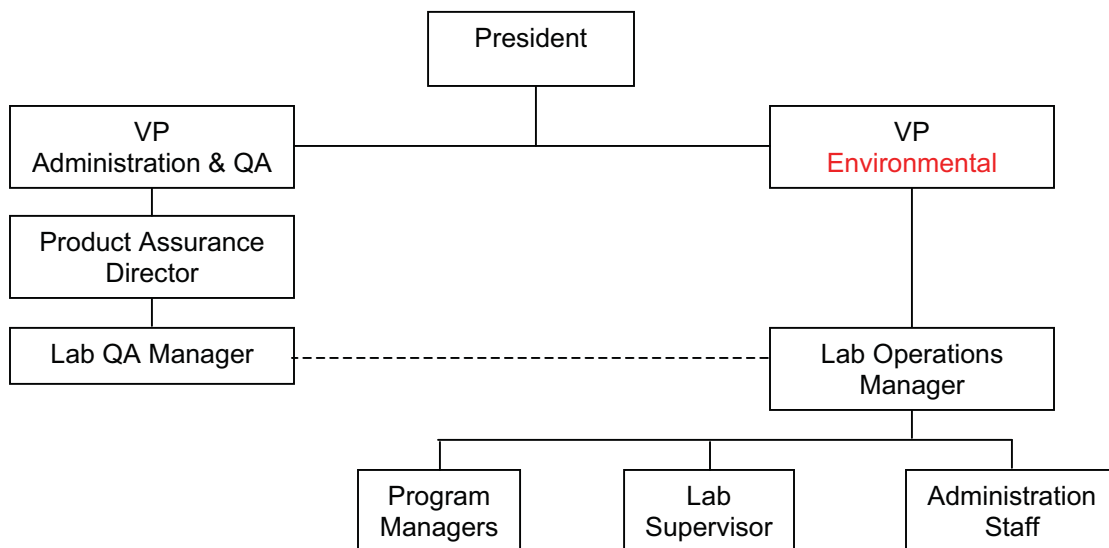 President
VP
Administration & QA
VP
Environmental
Product Assurance
Director
Lab QA Manager
Lab Operations
Manager
Program
Managers
Lab
Supervisor
Administration
Staff